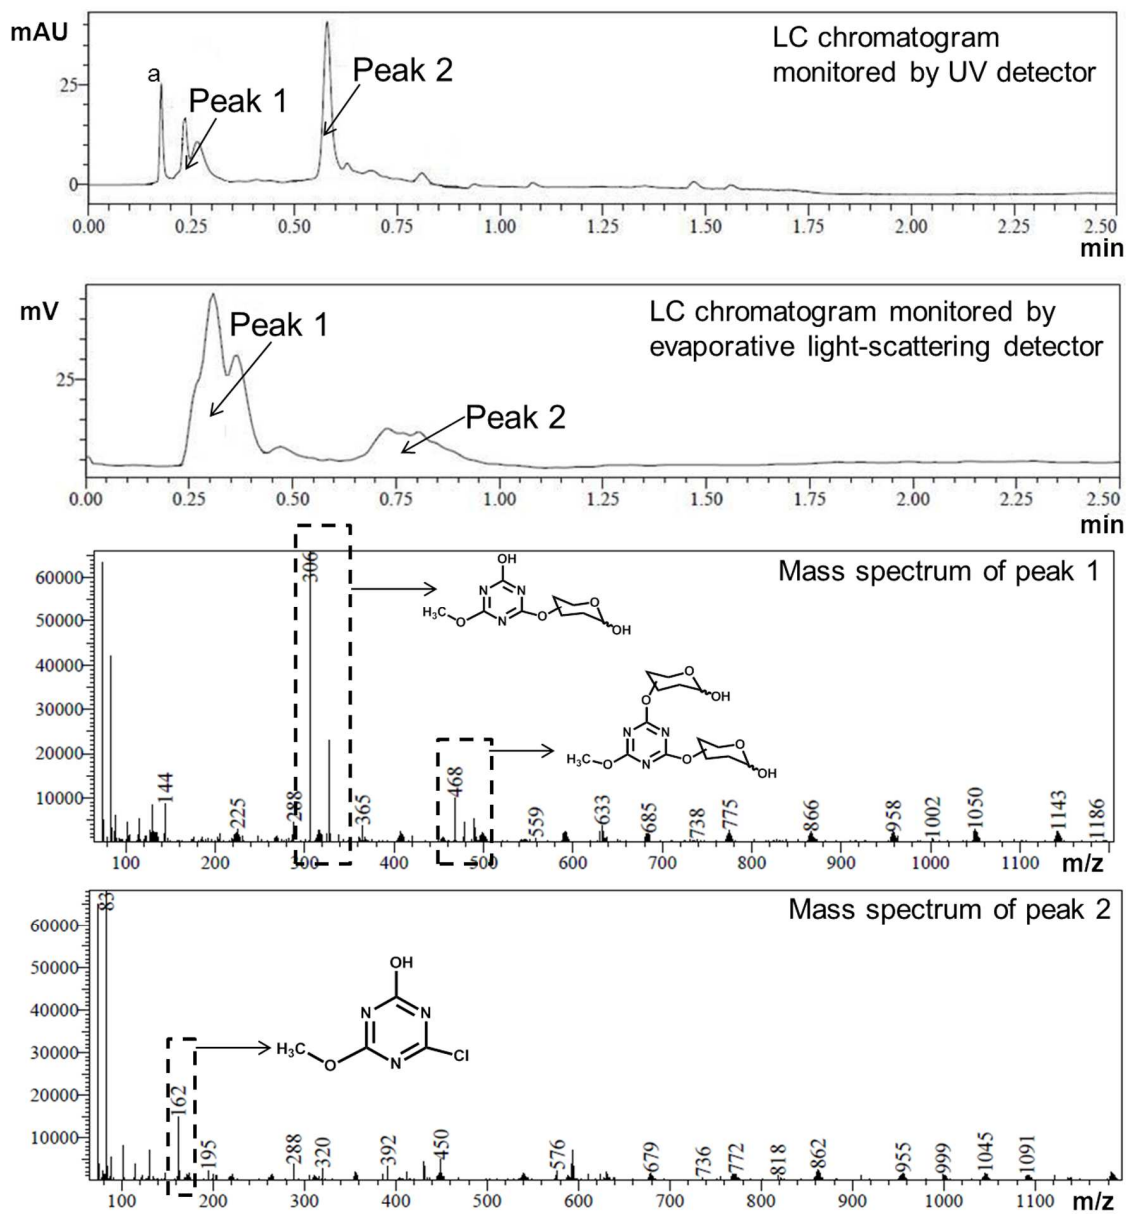 mAU
LC chromatogram
monitored by UV detector
a
Peak 1
Peak 2
25
0
0.00 0.25 0.50 0.75 1.00 1.25 1.50 1.75 2.00 2.25 2.50
min
mV
LC chromatogram monitored by
evaporative light-scattering detector
Peak 1
Peak 2
25
0.00 0.25 0.50 0.75 1.00 1.25 1.50 1.75 2.00 2.25 2.50
min
Mass spectrum of peak 1
60000
50000
40000
30000
20000
10000
306
144 225 288 365 468 559 633 685 738 775 866 958 1002 1050 1143 1186
OH
N N
H₃C O N O O OH
O OH
O
N N
H₃C O N O O OH
100 200 300 400 500 600 700 800 900 1000 1100 m/z
Mass spectrum of peak 2
60000
50000
40000
30000
20000
10000
83
162 195 288 320 392 450 576 679 736 772 818 862 955 999 1045 1091
OH
N N
H₃C O N Cl
100 200 300 400 500 600 700 800 900 1000 1100 m/z